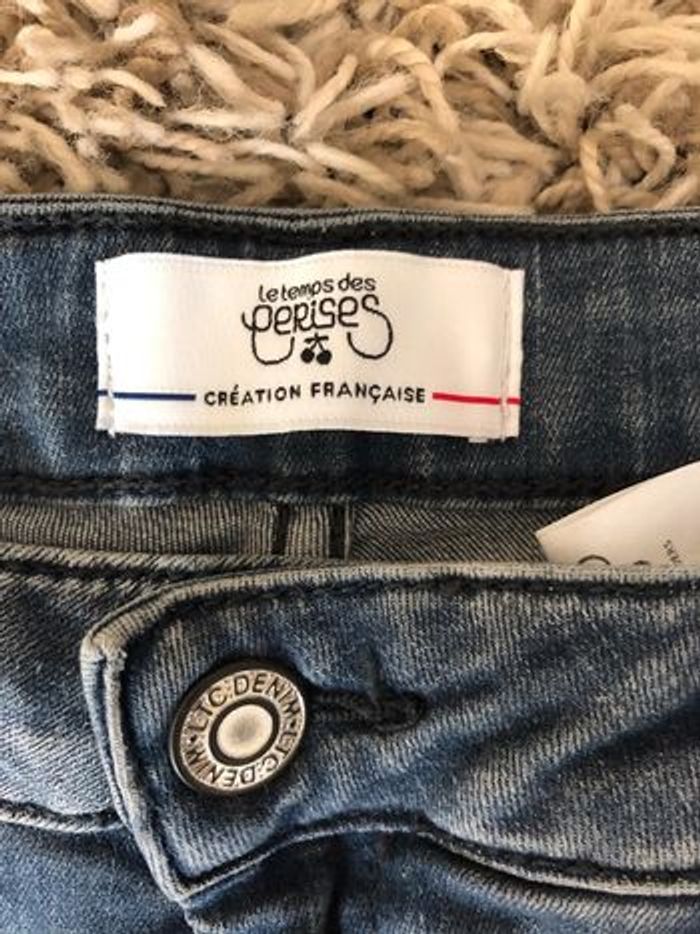 le temps des
cerises
CRÉATION FRANÇAISE
LTC:DENIM•LTC:DENIM•